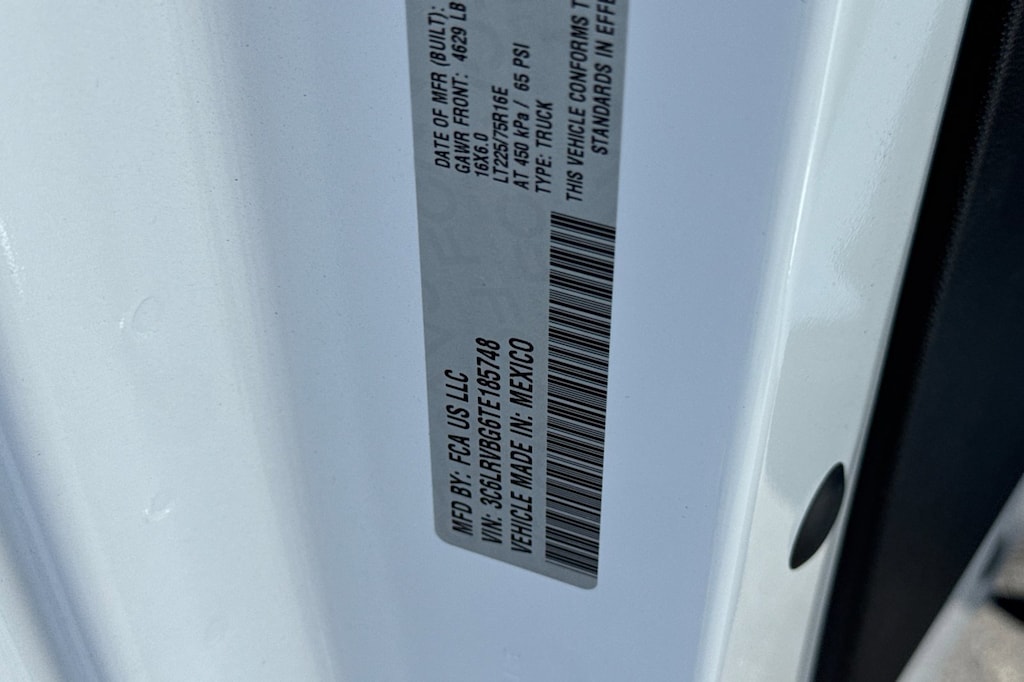 MFD BY: FCA US LLC
VIN: 3C6LRVBG6TE185748
VEHICLE MADE IN: MEXICO
DATE OF MFR (BUILT):
GAWR FRONT: 4629 LB
16X6.0
LT225/75R16E
AT 450 kPa / 65 PSI
TYPE: TRUCK
THIS VEHICLE CONFORMS T
STANDARDS IN EFFE